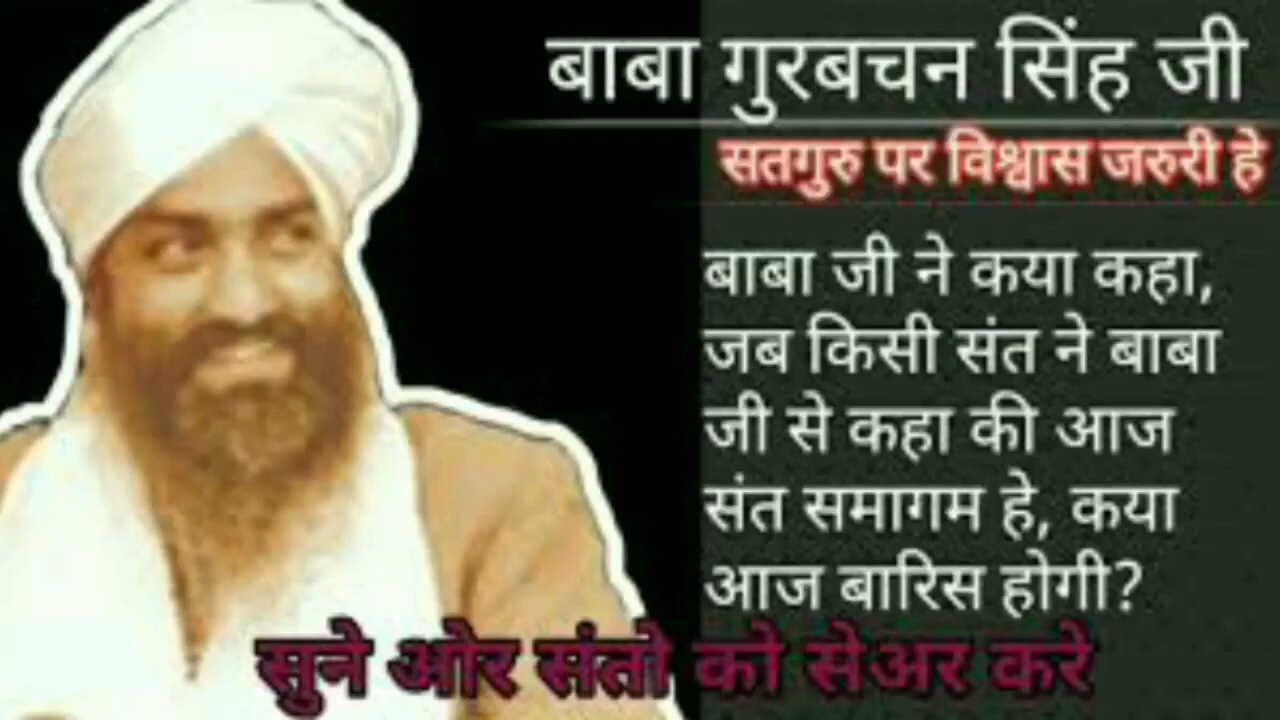 बाबा गुरबचन सिंह जी
सतगुरु पर विश्वास जरुरी हे
बाबा जी ने कया कहा,
जब किसी संत ने बाबा
जी से कहा की आज
संत समागम हे, कया
आज बारिस होगी?
सुने ओर संतो को सेअर करे